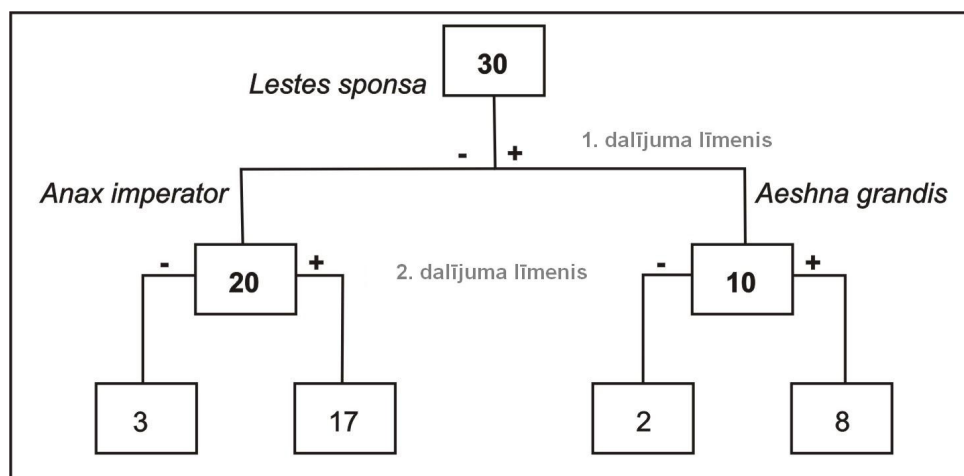 30
Lestes sponsa
- +
1. dalījuma līmenis
Anax imperator
Aeshna grandis
- + - +
2. dalījuma līmenis
20
10
3
17
2
8